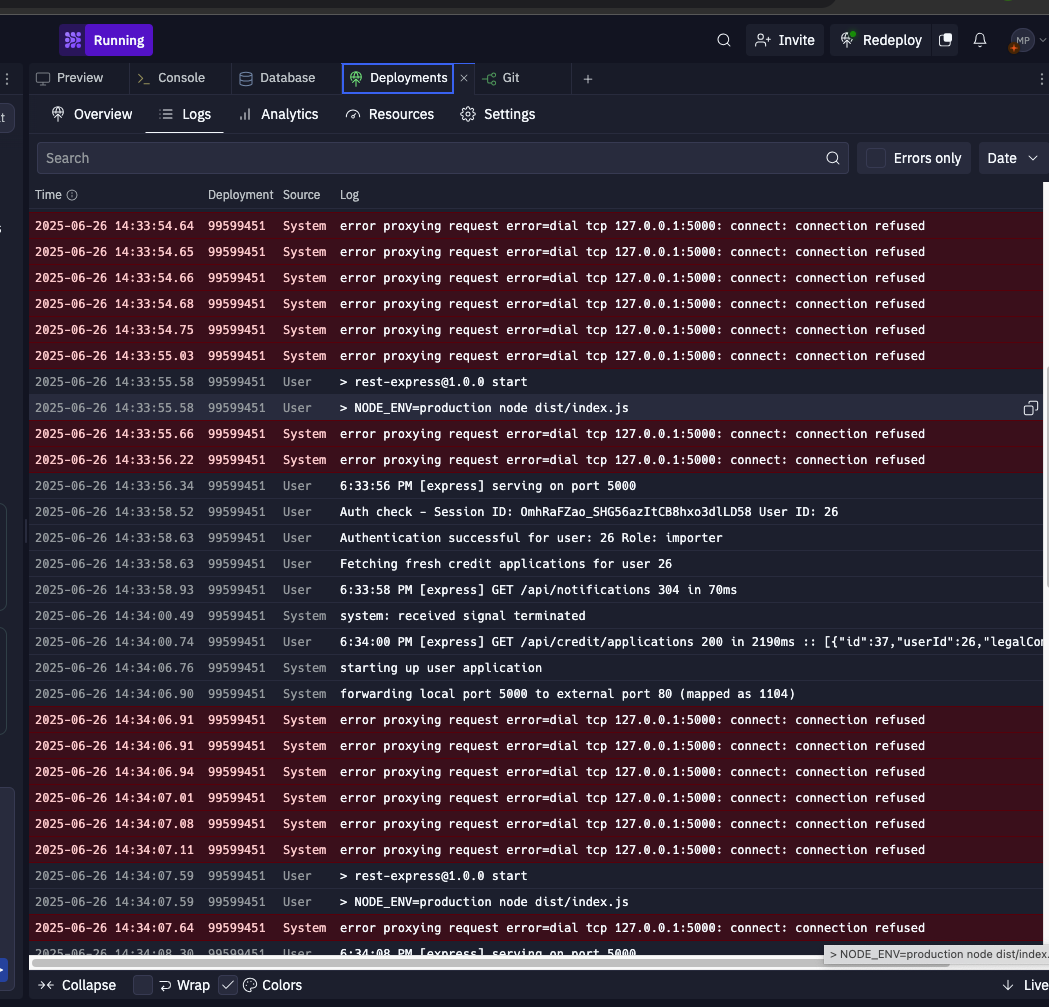 Running
Invite
Redeploy
MP
Preview
Console
Database
Deployments
Git
Overview
Logs
Analytics
Resources
Settings
Search
Errors only
Date
Time Deployment Source Log
2025-06-26 14:33:54.64 99599451 System error proxying request error=dial tcp 127.0.0.1:5000: connect: connection refused
2025-06-26 14:33:54.65 99599451 System error proxying request error=dial tcp 127.0.0.1:5000: connect: connection refused
2025-06-26 14:33:54.66 99599451 System error proxying request error=dial tcp 127.0.0.1:5000: connect: connection refused
2025-06-26 14:33:54.68 99599451 System error proxying request error=dial tcp 127.0.0.1:5000: connect: connection refused
2025-06-26 14:33:54.75 99599451 System error proxying request error=dial tcp 127.0.0.1:5000: connect: connection refused
2025-06-26 14:33:55.03 99599451 System error proxying request error=dial tcp 127.0.0.1:5000: connect: connection refused
2025-06-26 14:33:55.58 99599451 User > rest-express@1.0.0 start
2025-06-26 14:33:55.58 99599451 User > NODE_ENV=production node dist/index.js
2025-06-26 14:33:55.66 99599451 System error proxying request error=dial tcp 127.0.0.1:5000: connect: connection refused
2025-06-26 14:33:56.22 99599451 System error proxying request error=dial tcp 127.0.0.1:5000: connect: connection refused
2025-06-26 14:33:56.34 99599451 User 6:33:56 PM [express] serving on port 5000
2025-06-26 14:33:58.52 99599451 User Auth check - Session ID: OmhRaFZao_SHG56azItCB8hxo3dlLD58 User ID: 26
2025-06-26 14:33:58.63 99599451 User Authentication successful for user: 26 Role: importer
2025-06-26 14:33:58.63 99599451 User Fetching fresh credit applications for user 26
2025-06-26 14:33:58.93 99599451 User 6:33:58 PM [express] GET /api/notifications 304 in 70ms
2025-06-26 14:34:00.49 99599451 System system: received signal terminated
2025-06-26 14:34:00.74 99599451 User 6:34:00 PM [express] GET /api/credit/applications 200 in 2190ms :: [{"id":37,"userId":26,"legalCom
2025-06-26 14:34:06.76 99599451 System starting up user application
2025-06-26 14:34:06.90 99599451 System forwarding local port 5000 to external port 80 (mapped as 1104)
2025-06-26 14:34:06.91 99599451 System error proxying request error=dial tcp 127.0.0.1:5000: connect: connection refused
2025-06-26 14:34:06.91 99599451 System error proxying request error=dial tcp 127.0.0.1:5000: connect: connection refused
2025-06-26 14:34:06.94 99599451 System error proxying request error=dial tcp 127.0.0.1:5000: connect: connection refused
2025-06-26 14:34:07.01 99599451 System error proxying request error=dial tcp 127.0.0.1:5000: connect: connection refused
2025-06-26 14:34:07.08 99599451 System error proxying request error=dial tcp 127.0.0.1:5000: connect: connection refused
2025-06-26 14:34:07.11 99599451 System error proxying request error=dial tcp 127.0.0.1:5000: connect: connection refused
2025-06-26 14:34:07.59 99599451 User > rest-express@1.0.0 start
2025-06-26 14:34:07.59 99599451 User > NODE_ENV=production node dist/index.js
2025-06-26 14:34:07.64 99599451 System error proxying request error=dial tcp 127.0.0.1:5000: connect: connection refused
2025-06-26 14:34:08.30 99599451 User 6:34:08 PM [express] serving on port 5000
> NODE_ENV=production node dist/index.
Collapse
Wrap
Colors
Live